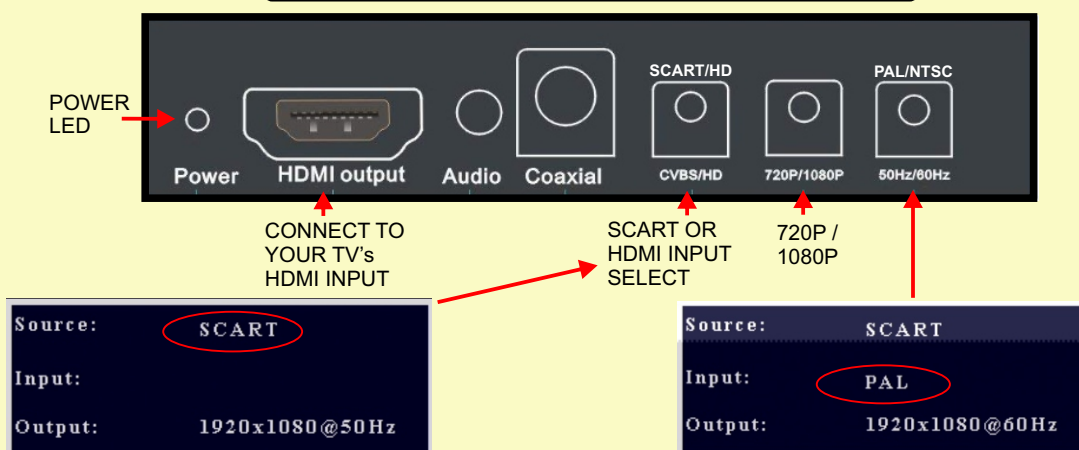 SCART/HD
PAL/NTSC
POWER
LED
Power
HDMI output
Audio
Coaxial
CVBS/HD
720P/1080P
50Hz/60Hz
CONNECT TO
YOUR TV's
HDMI INPUT
SCART OR
HDMI INPUT
SELECT
720P /
1080P
Source: SCART
Input:
Output: 1920x1080@50Hz
Source: SCART
Input: PAL
Output: 1920x1080@60Hz